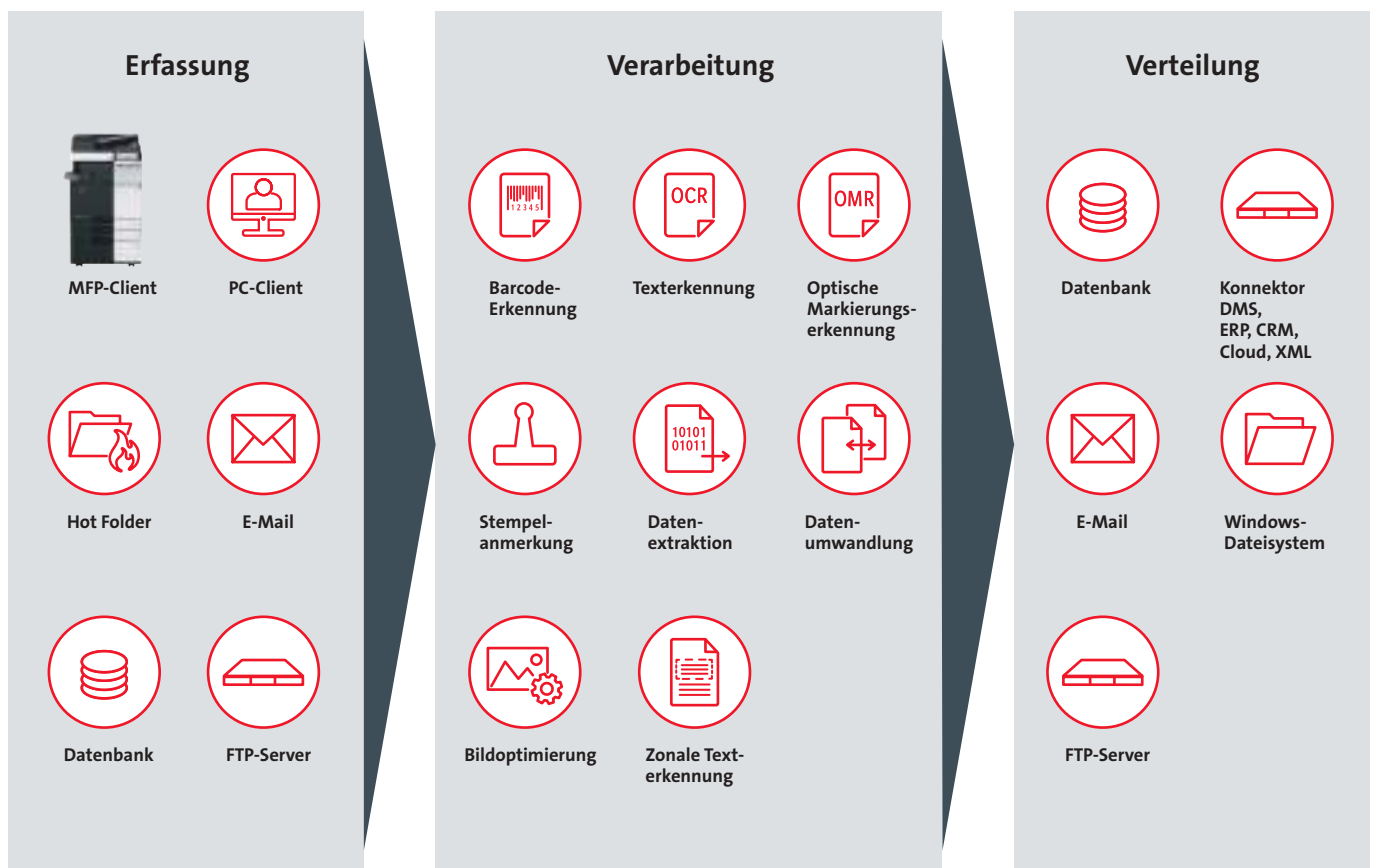 Erfassung
MFP-Client
PC-Client
Hot Folder
E-Mail
Datenbank
FTP-Server
Verarbeitung
12345
Barcode-
Erkennung
OCR
Texterkennung
OMR
Optische
Markierungs-
erkennung
Stempel-
anmerkung
10101
01011
Daten-
extraktion
Daten-
umwandlung
Bildoptimierung
Zonale Text-
erkennung
Verteilung
Datenbank
Konnektor
DMS,
ERP, CRM,
Cloud, XML
E-Mail
Windows-
Dateisystem
FTP-Server